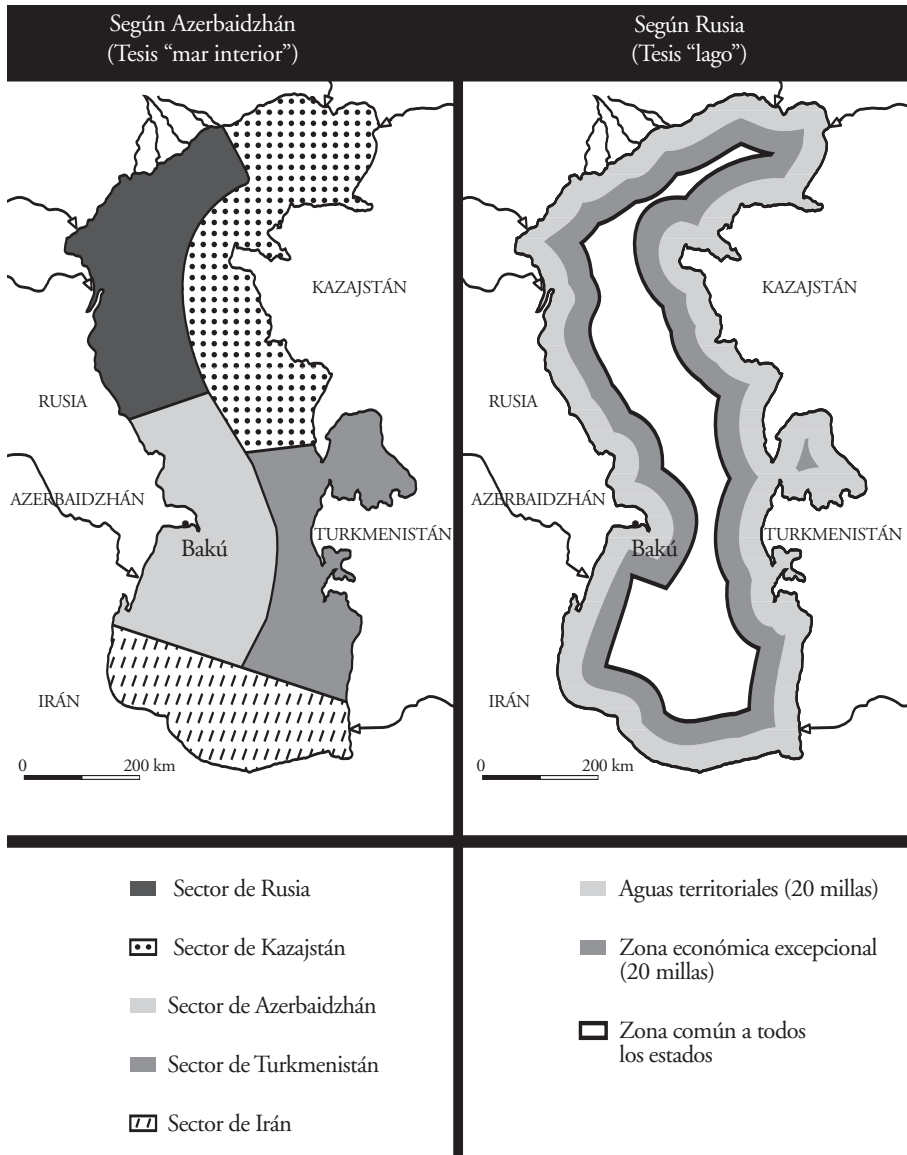 Según Azerbaidzhán
(Tesis “mar interior”)
KAZAJSTÁN
RUSIA
AZERBAIDZHÁN
Bakú
TURKMENISTÁN
IRÁN
0 200 km
Sector de Rusia
Sector de Kazajstán
Sector de Azerbaidzhán
Sector de Turkmenistán
Sector de Irán
Según Rusia
(Tesis “lago”)
KAZAJSTÁN
RUSIA
AZERBAIDZHÁN
Bakú
TURKMENISTÁN
IRÁN
0 200 km
Aguas territoriales (20 millas)
Zona económica excepcional
(20 millas)
Zona común a todos
los estados